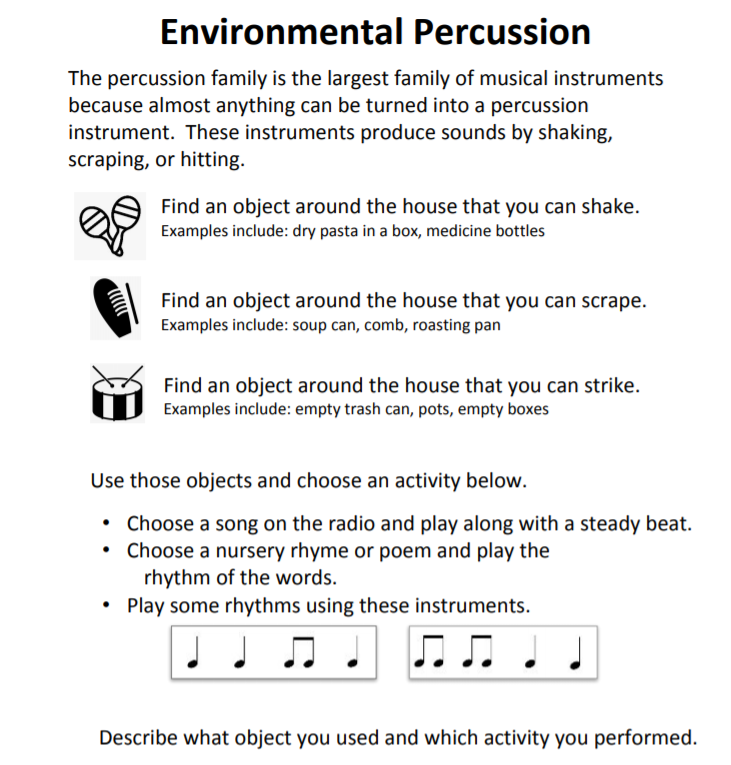 Environmental Percussion
The percussion family is the largest family of musical instruments
because almost anything can be turned into a percussion
instrument.  These instruments produce sounds by shaking,
scraping, or hitting.
Find an object around the house that you can shake.
Examples include: dry pasta in a box, medicine bottles
Find an object around the house that you can scrape.
Examples include: soup can, comb, roasting pan
Find an object around the house that you can strike.
Examples include: empty trash can, pots, empty boxes
Use those objects and choose an activity below.
• Choose a song on the radio and play along with a steady beat.
• Choose a nursery rhyme or poem and play the
rhythm of the words.
• Play some rhythms using these instruments.
Describe what object you used and which activity you performed.